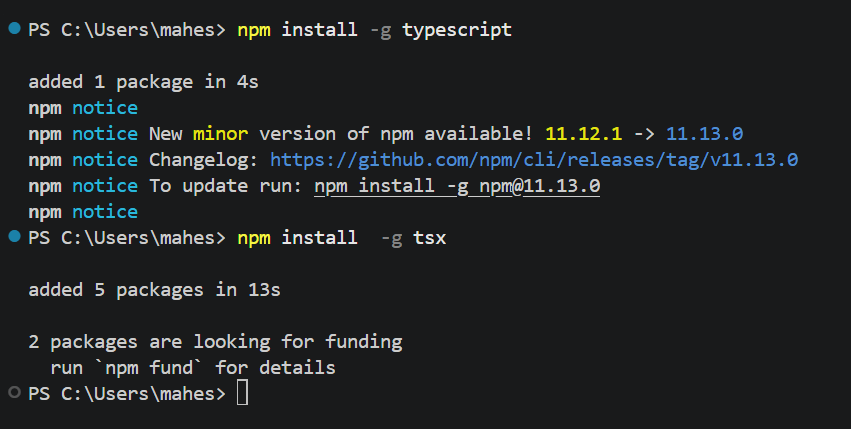 PS C:\Users\mahes> npm install -g typescript
added 1 package in 4s
npm notice
npm notice New minor version of npm available! 11.12.1 -> 11.13.0
npm notice Changelog: https://github.com/npm/cli/releases/tag/v11.13.0
npm notice To update run: npm install -g npm@11.13.0
npm notice
PS C:\Users\mahes> npm install  -g tsx
added 5 packages in 13s
2 packages are looking for funding
  run `npm fund` for details
PS C:\Users\mahes>